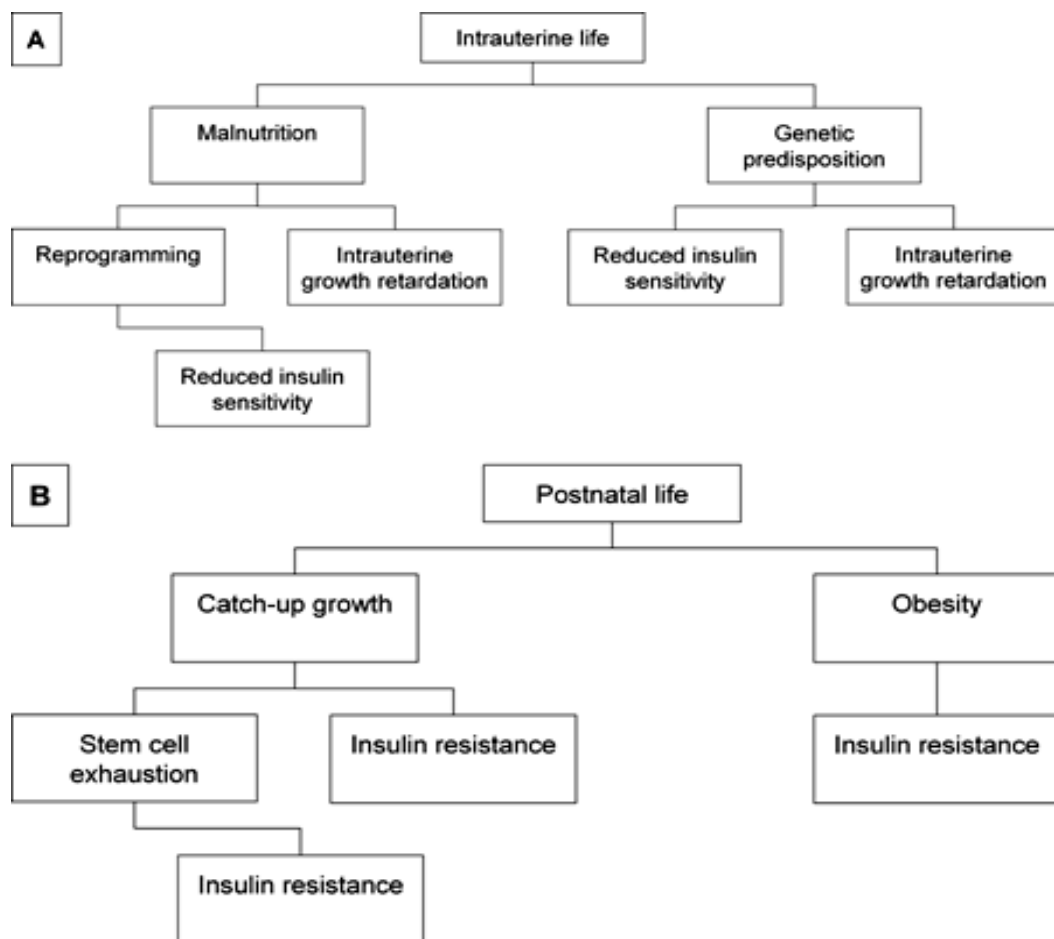 A
Intrauterine life
Malnutrition
Genetic
predisposition
Reprogramming
Intrauterine
growth retardation
Reduced insulin
sensitivity
Intrauterine
growth retardation
Reduced insulin
sensitivity
B
Postnatal life
Catch-up growth
Obesity
Stem cell
exhaustion
Insulin resistance
Insulin resistance
Insulin resistance